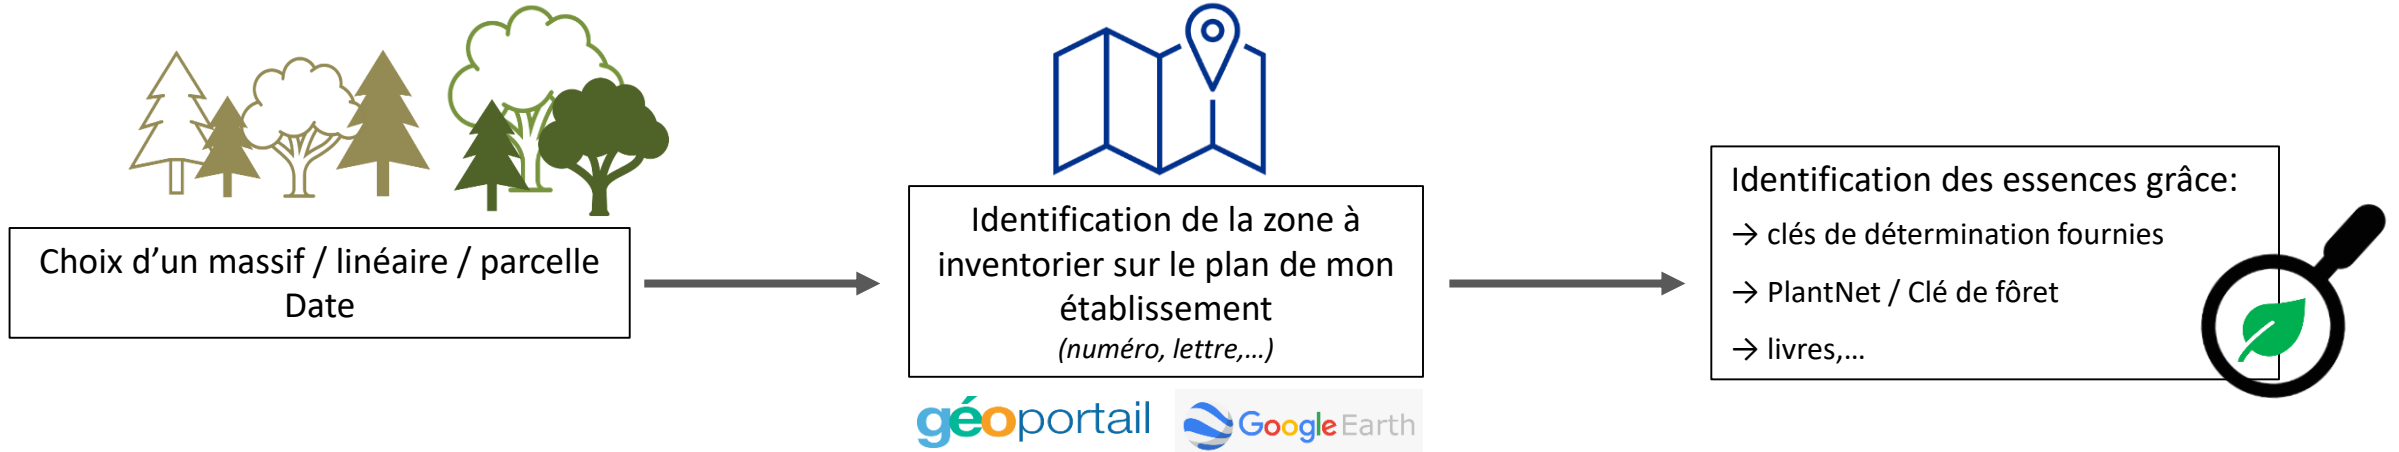 Choix d’un massif / linéaire / parcelle
Date
Identification de la zone à
inventorier sur le plan de mon
établissement
(numéro, lettre,…)
géoportail
Google Earth
Identification des essences grâce:
→ clés de détermination fournies
→ PlantNet / Clé de fôret
→ livres,…